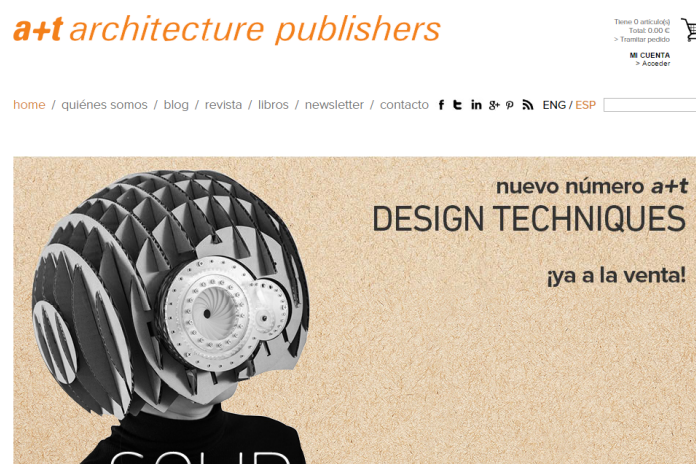 a+t architecture publishers
Tiene 0 artículo(s)
Total: 0.00 €
> Tramitar pedido
MI CUENTA
> Acceder
home / quiénes somos / blog / revista / libros / newsletter / contacto ENG / ESP
nuevo número a+t
DESIGN TECHNIQUES
¡ya a la venta!
SOLID